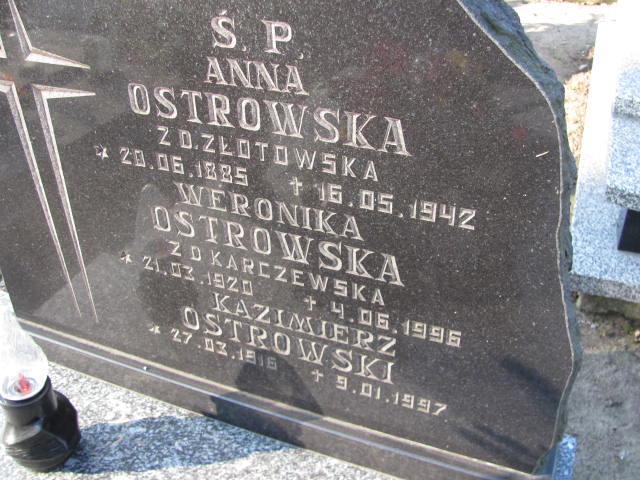 Ś. P.
ANNA
OSTROWSKA
Z D. ZŁOTOWSKA
* 20.06.1885 + 16.05.1942
WERONIKA
OSTROWSKA
Z D KARCZEWSKA
* 21.03.1920 + 4.06.1996
KAZIMIERZ
OSTROWSKI
* 27.03.1916 + 9.01.1997